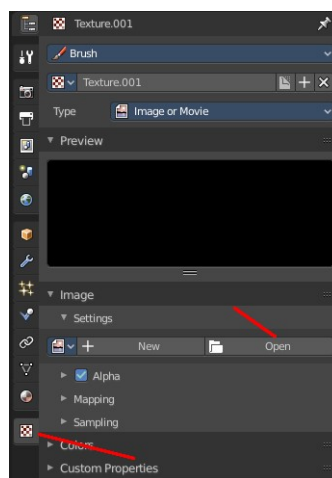 Texture.001
Brush
Texture.001
Type Image or Movie
Preview
Image
Settings
New Open
Alpha
Mapping
Sampling
Colors
Custom Properties